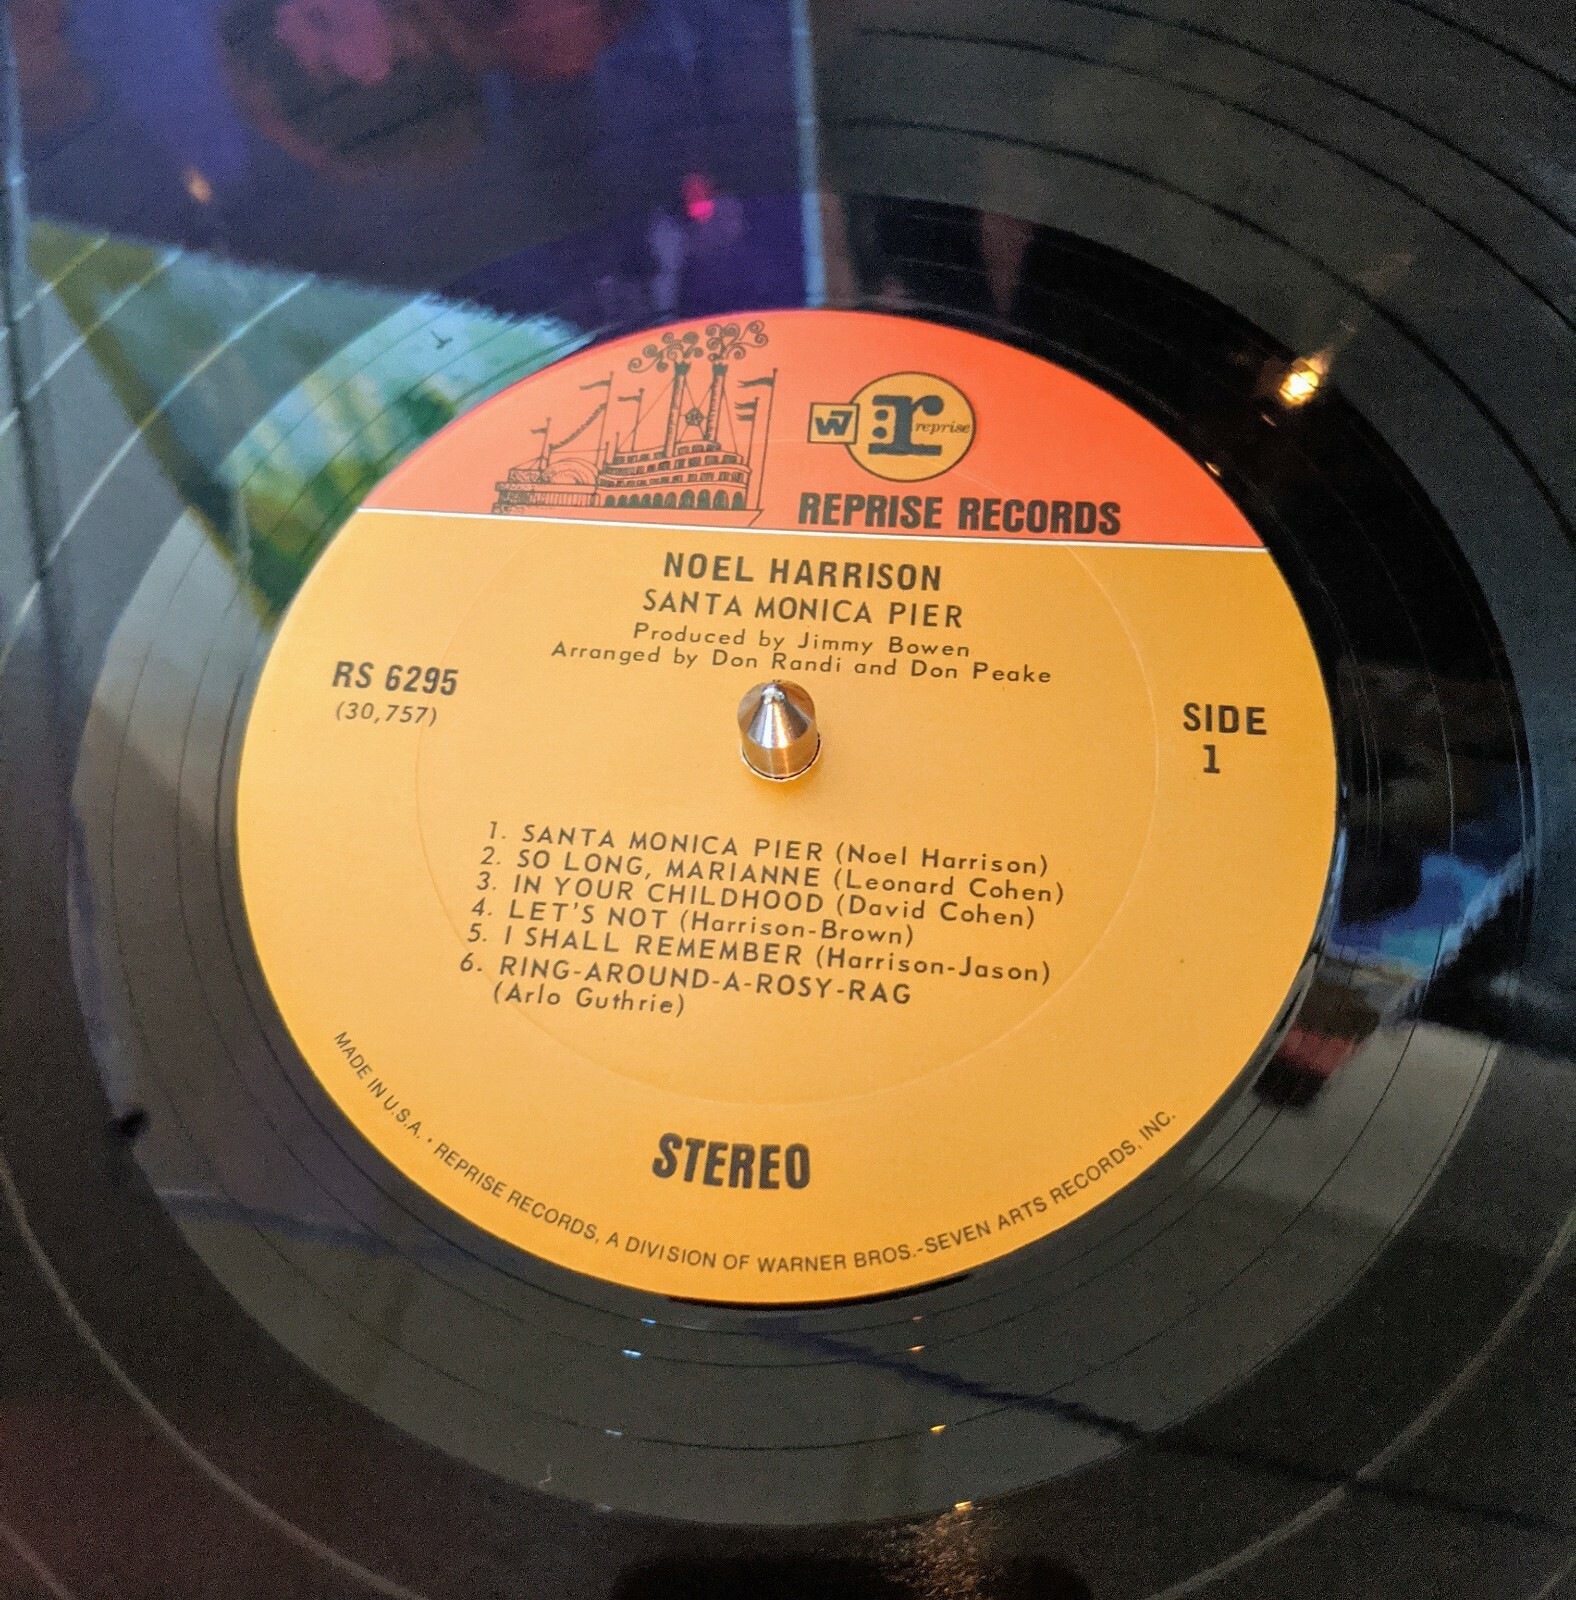 W7
r reprise
REPRISE RECORDS
NOEL HARRISON
SANTA MONICA PIER
Produced by Jimmy Bowen
Arranged by Don Randi and Don Peake
RS 6295
(30,757)
SIDE
1
1. SANTA MONICA PIER (Noel Harrison)
2. SO LONG, MARIANNE (Leonard Cohen)
3. IN YOUR CHILDHOOD (David Cohen)
4. LET'S NOT (Harrison-Brown)
5. I SHALL REMEMBER (Harrison-Jason)
6. RING-AROUND-A-ROSY-RAG
(Arlo Guthrie)
STEREO
MADE IN U.S.A. • REPRISE RECORDS, A DIVISION OF WARNER BROS.-SEVEN ARTS RECORDS, INC.